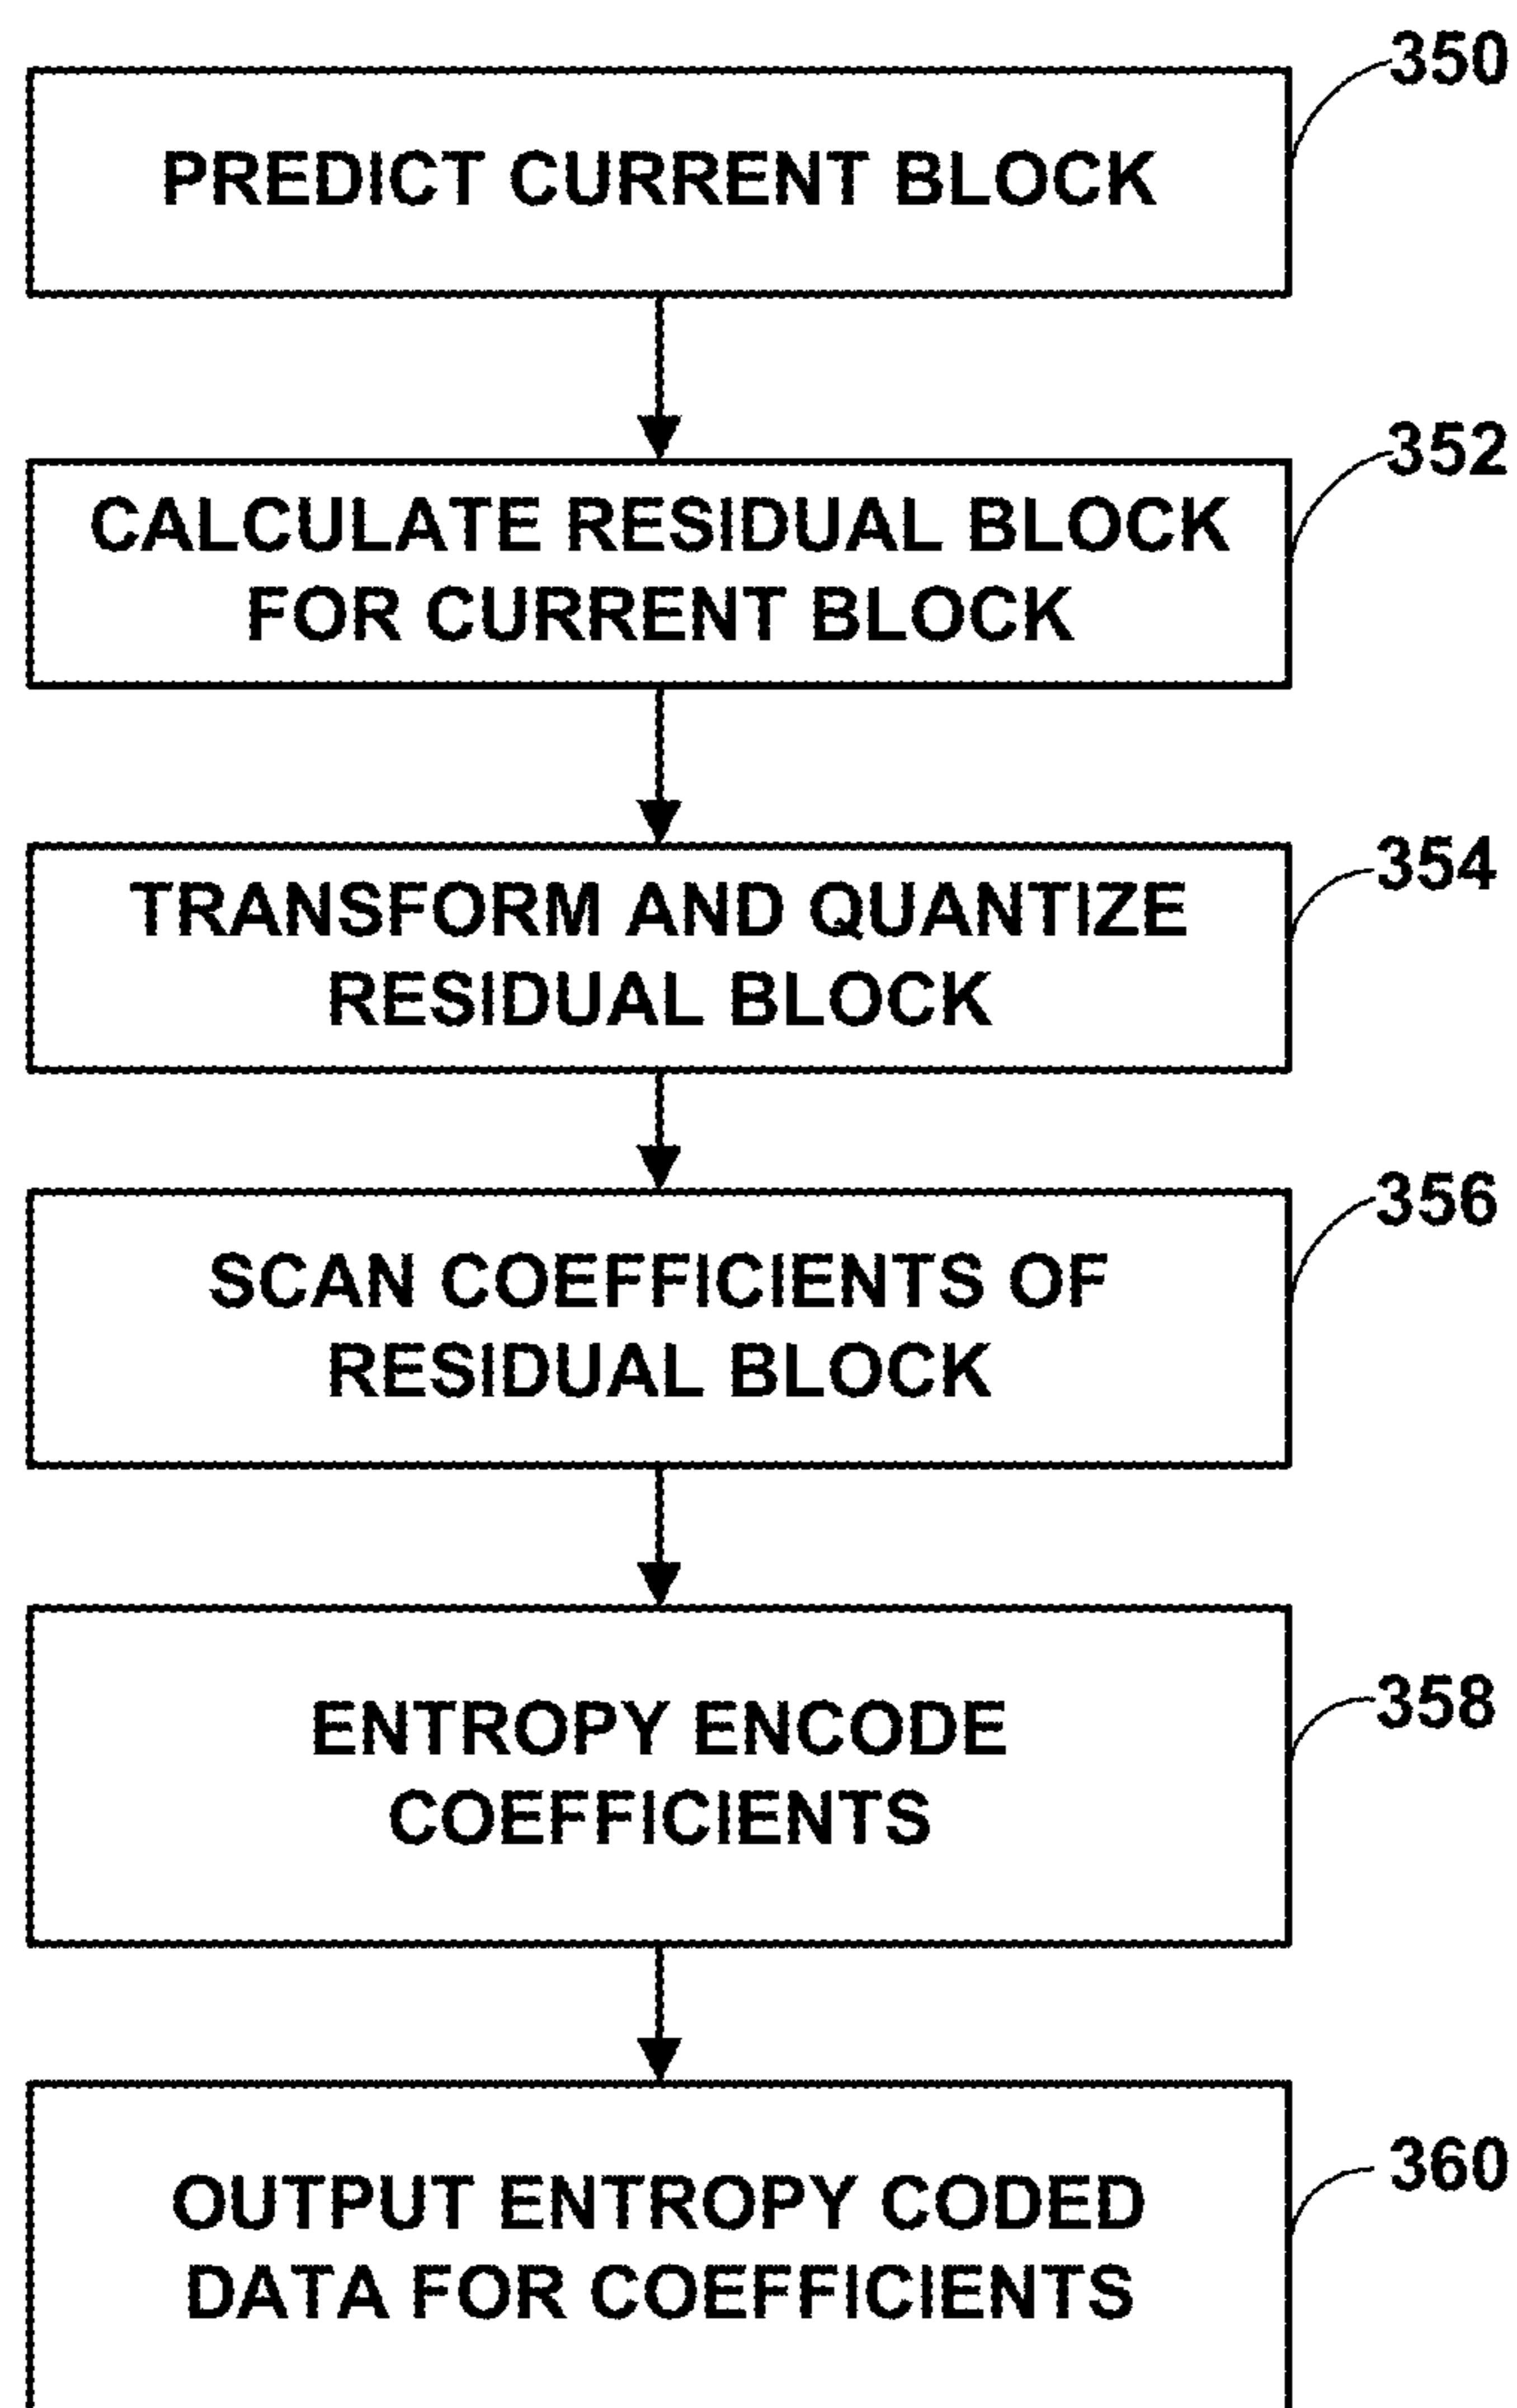 350
PREDICT CURRENT BLOCK
352
CALCULATE RESIDUAL BLOCK
FOR CURRENT BLOCK
354
TRANSFORM AND QUANTIZE
RESIDUAL BLOCK
356
SCAN COEFFICIENTS OF
RESIDUAL BLOCK
358
ENTROPY ENCODE
COEFFICIENTS
360
OUTPUT ENTROPY CODED
DATA FOR COEFFICIENTS